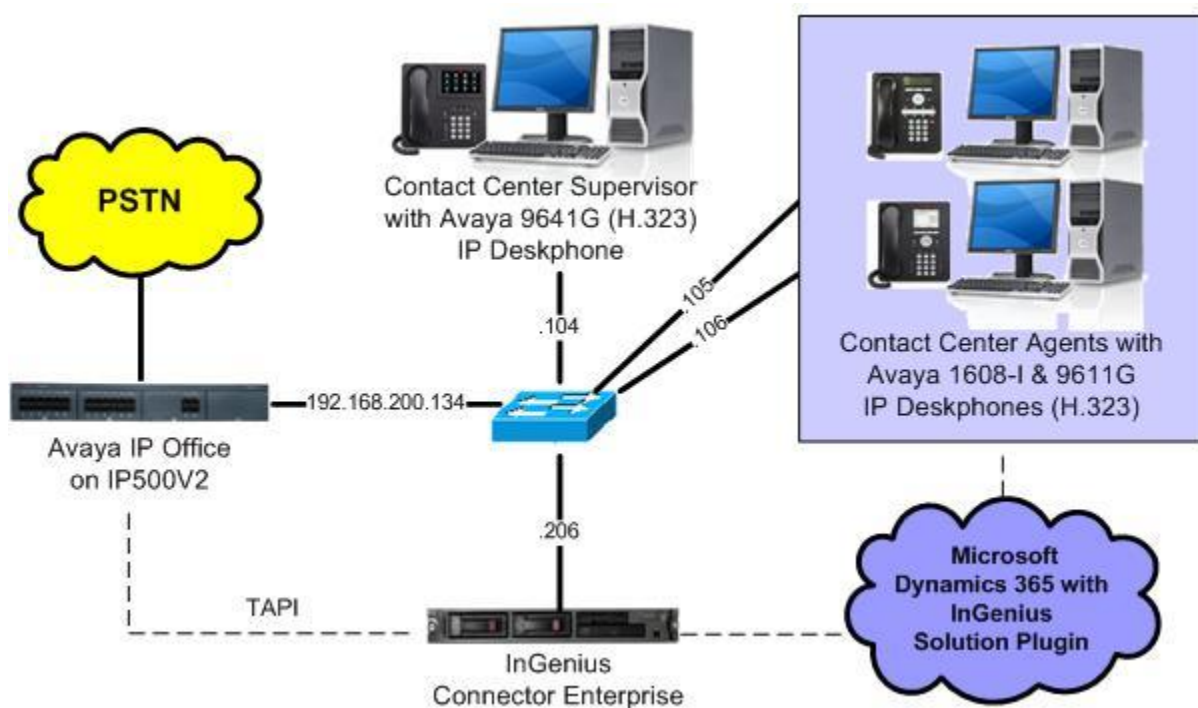 PSTN
Contact Center Supervisor
with Avaya 9641G (H.323)
IP Deskphone
.104
.105
.106
Contact Center Agents with
Avaya 1608-I & 9611G
IP Deskphones (H.323)
192.168.200.134
Avaya IP Office
on IP500V2
.206
TAPI
InGenius
Connector Enterprise
Microsoft
Dynamics 365 with
InGenius
Solution Plugin